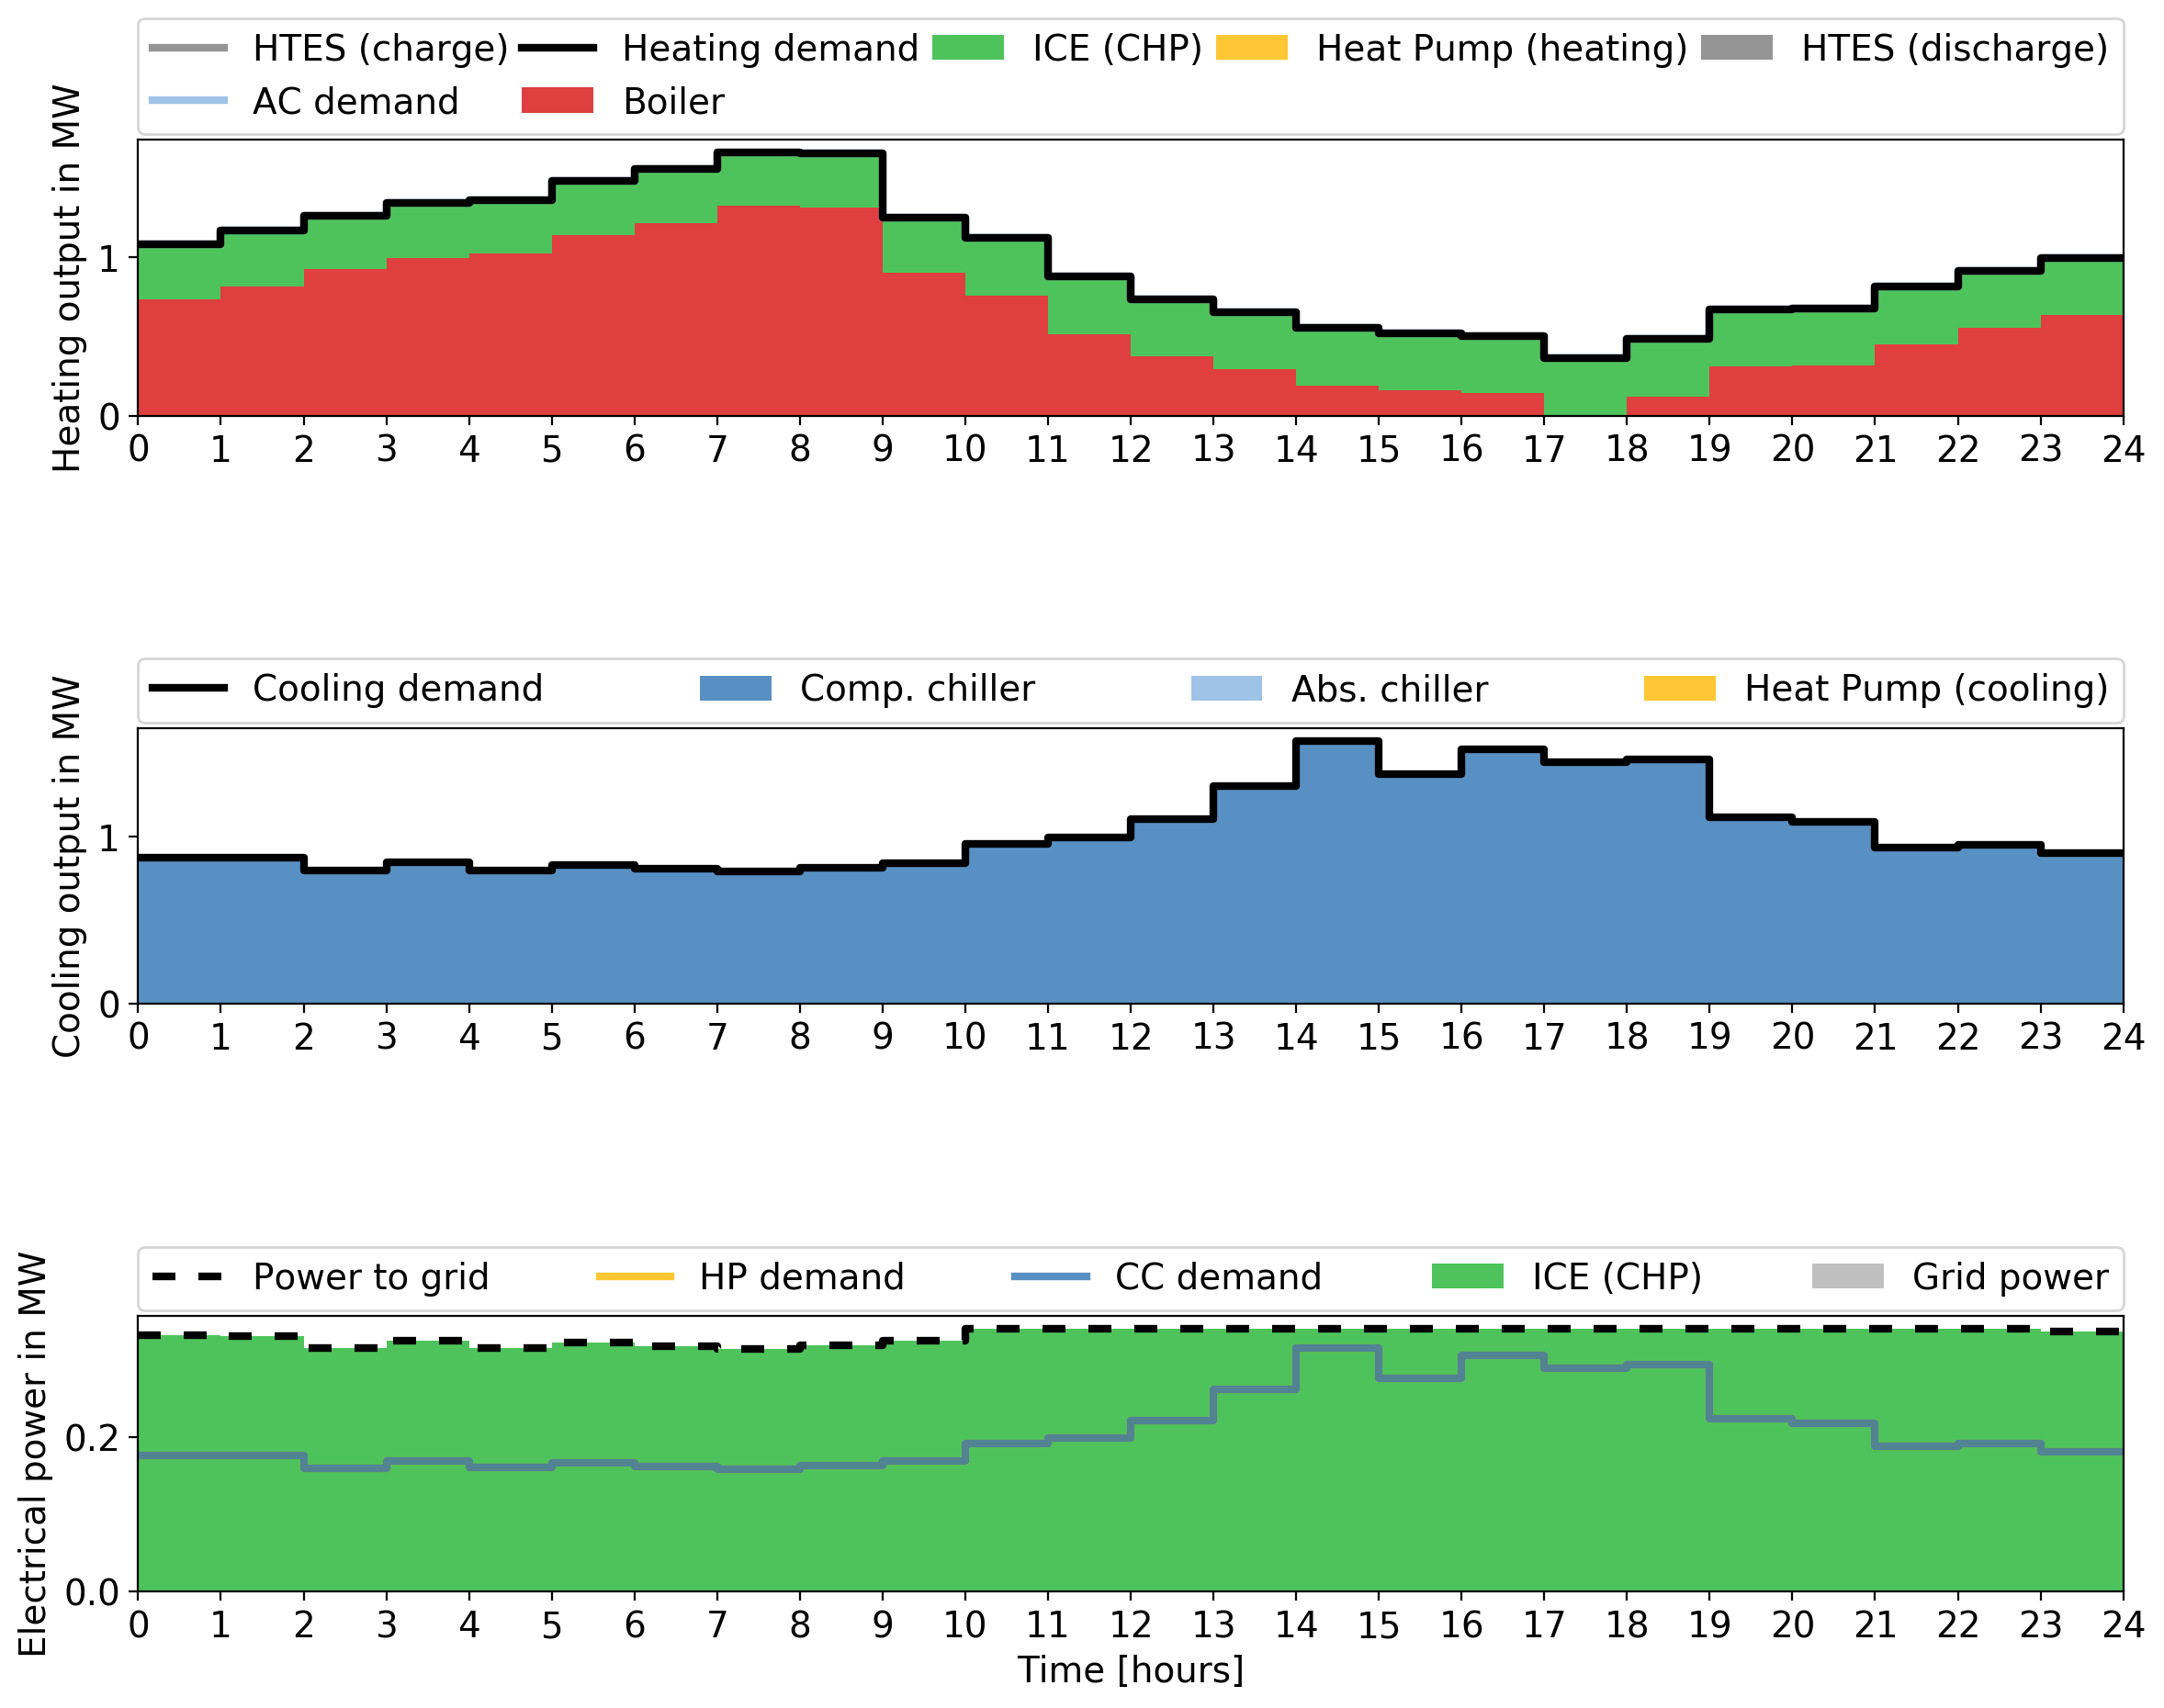 HTES (charge) Heating demand ICE (CHP) Heat Pump (heating) HTES (discharge)
AC demand Boiler
Heating output in MW
1
0
0 1 2 3 4 5 6 7 8 9 10 11 12 13 14 15 16 17 18 19 20 21 22 23 24
Cooling demand Comp. chiller Abs. chiller Heat Pump (cooling)
Cooling output in MW
1
0
0 1 2 3 4 5 6 7 8 9 10 11 12 13 14 15 16 17 18 19 20 21 22 23 24
Power to grid HP demand CC demand ICE (CHP) Grid power
Electrical power in MW
0.2
0.0
0 1 2 3 4 5 6 7 8 9 10 11 12 13 14 15 16 17 18 19 20 21 22 23 24
Time [hours]